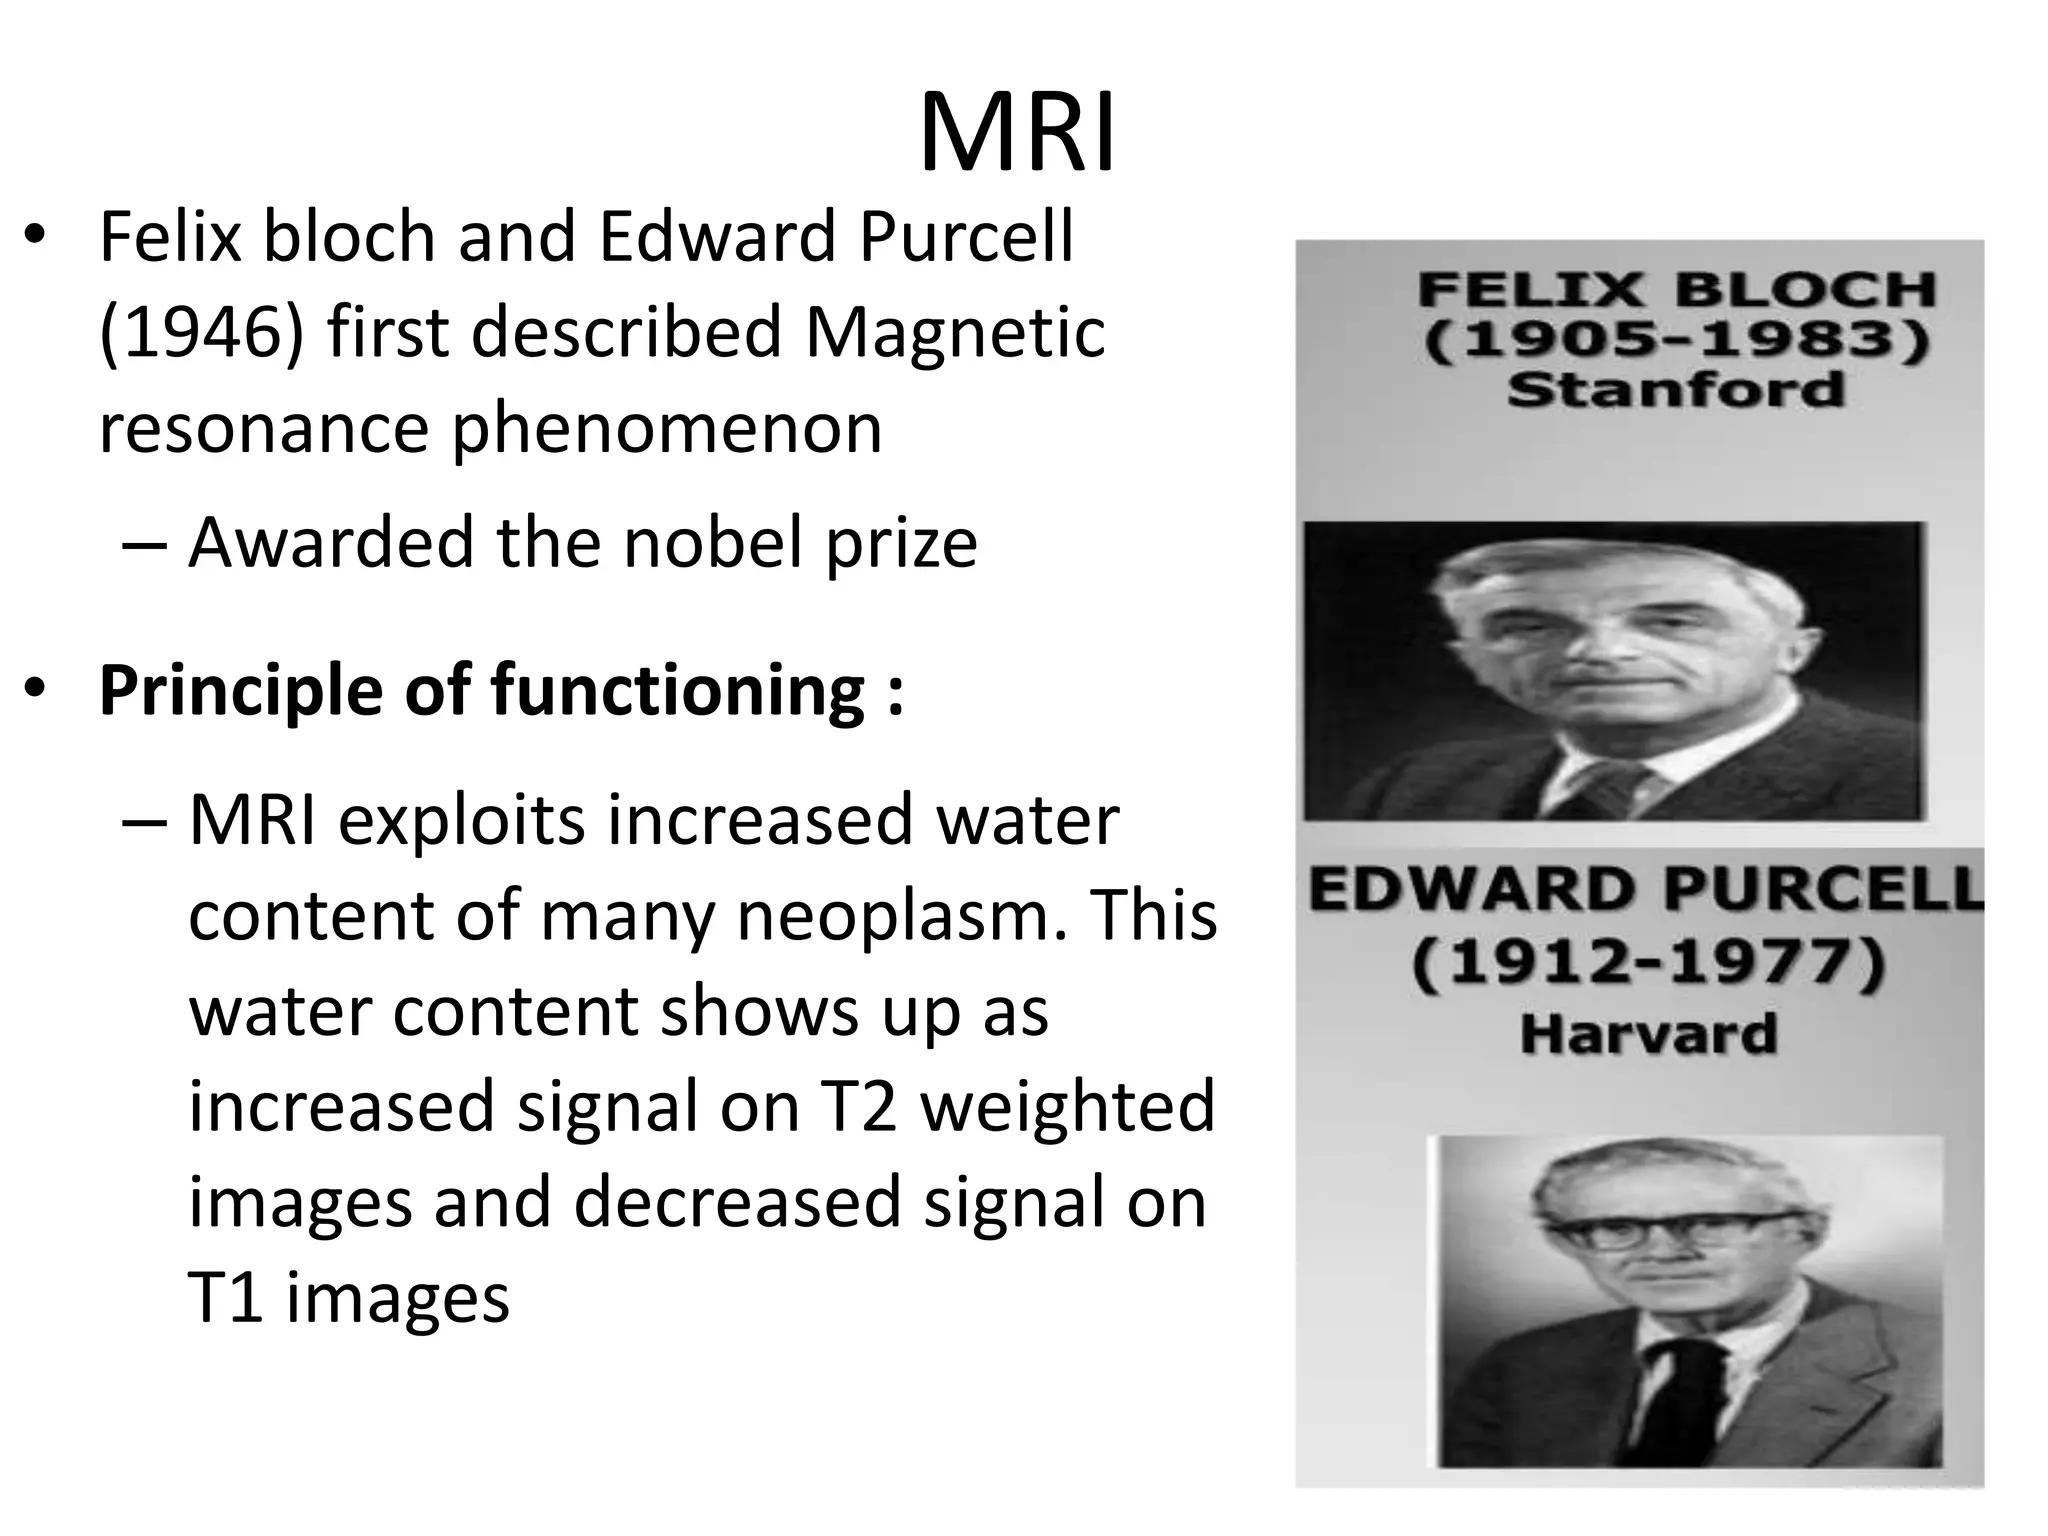 MRI
• Felix bloch and Edward Purcell
(1946) first described Magnetic
resonance phenomenon
– Awarded the nobel prize
• Principle of functioning :
– MRI exploits increased water
content of many neoplasm. This
water content shows up as
increased signal on T2 weighted
images and decreased signal on
T1 images
FELIX BLOCH
(1905-1983)
Stanford
EDWARD PURCELL
(1912-1977)
Harvard